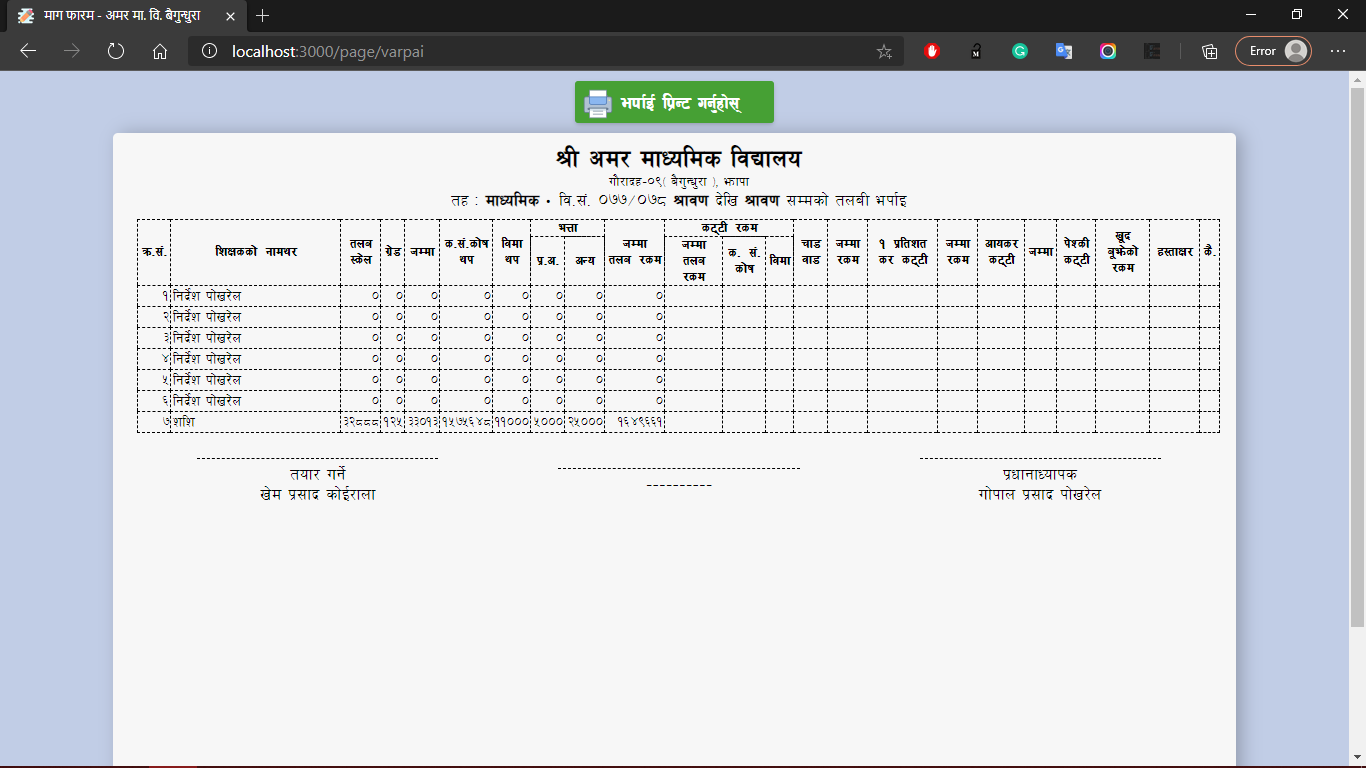 माग फारम - अमर मा. वि. बैगुन्धुरा
localhost:3000/page/varpai
Error
भर्पाई प्रिन्ट गर्नुहोस्
श्री अमर माध्यमिक विद्यालय
गौरादह-०९( बैगुन्धुरा ), झापा
तह : माध्यमिक • वि.सं. ०७७/०७८ श्रावण देखि श्रावण सम्मको तलबी भर्पाइ
क्र.सं. शिक्षकको नामथर तलब स्केल ग्रेड जम्मा क.सं.कोष थप विमा थप भत्ता प्र.अ. अन्य जम्मा तलब रकम कट्टी रकम जम्मा तलब रकम क. सं. कोष विमा चाड वाड जम्मा रकम १ प्रतिशत कर कट्टी जम्मा रकम आयकर कट्टी जम्मा पेश्की कट्टी खूद बूझेको रकम हस्ताक्षर कै.
१ निर्देश पोखरेल ० ० ० ० ० ० ० ०
२ निर्देश पोखरेल ० ० ० ० ० ० ० ०
३ निर्देश पोखरेल ० ० ० ० ० ० ० ०
४ निर्देश पोखरेल ० ० ० ० ० ० ० ०
५ निर्देश पोखरेल ० ० ० ० ० ० ० ०
६ निर्देश पोखरेल ० ० ० ० ० ० ० ०
७ शशि ३२८८८ १२५ ३३०१३ १५७५६४८ ११००० ५००० २५००० १६४९६६१
तयार गर्ने
खेम प्रसाद कोईराला
प्रधानाध्यापक
गोपाल प्रसाद पोखरेल